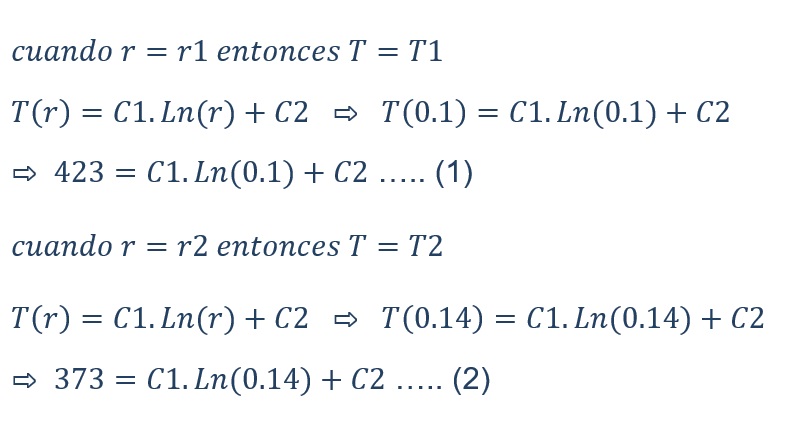 cuando r = r1 entonces T = T1
T(r) = C1. Ln(r) + C2 ⇨ T(0.1) = C1. Ln(0.1) + C2
⇨ 423 = C1. Ln(0.1) + C2 ..... (1)
cuando r = r2 entonces T = T2
T(r) = C1. Ln(r) + C2 ⇨ T(0.14) = C1. Ln(0.14) + C2
⇨ 373 = C1. Ln(0.14) + C2 ..... (2)